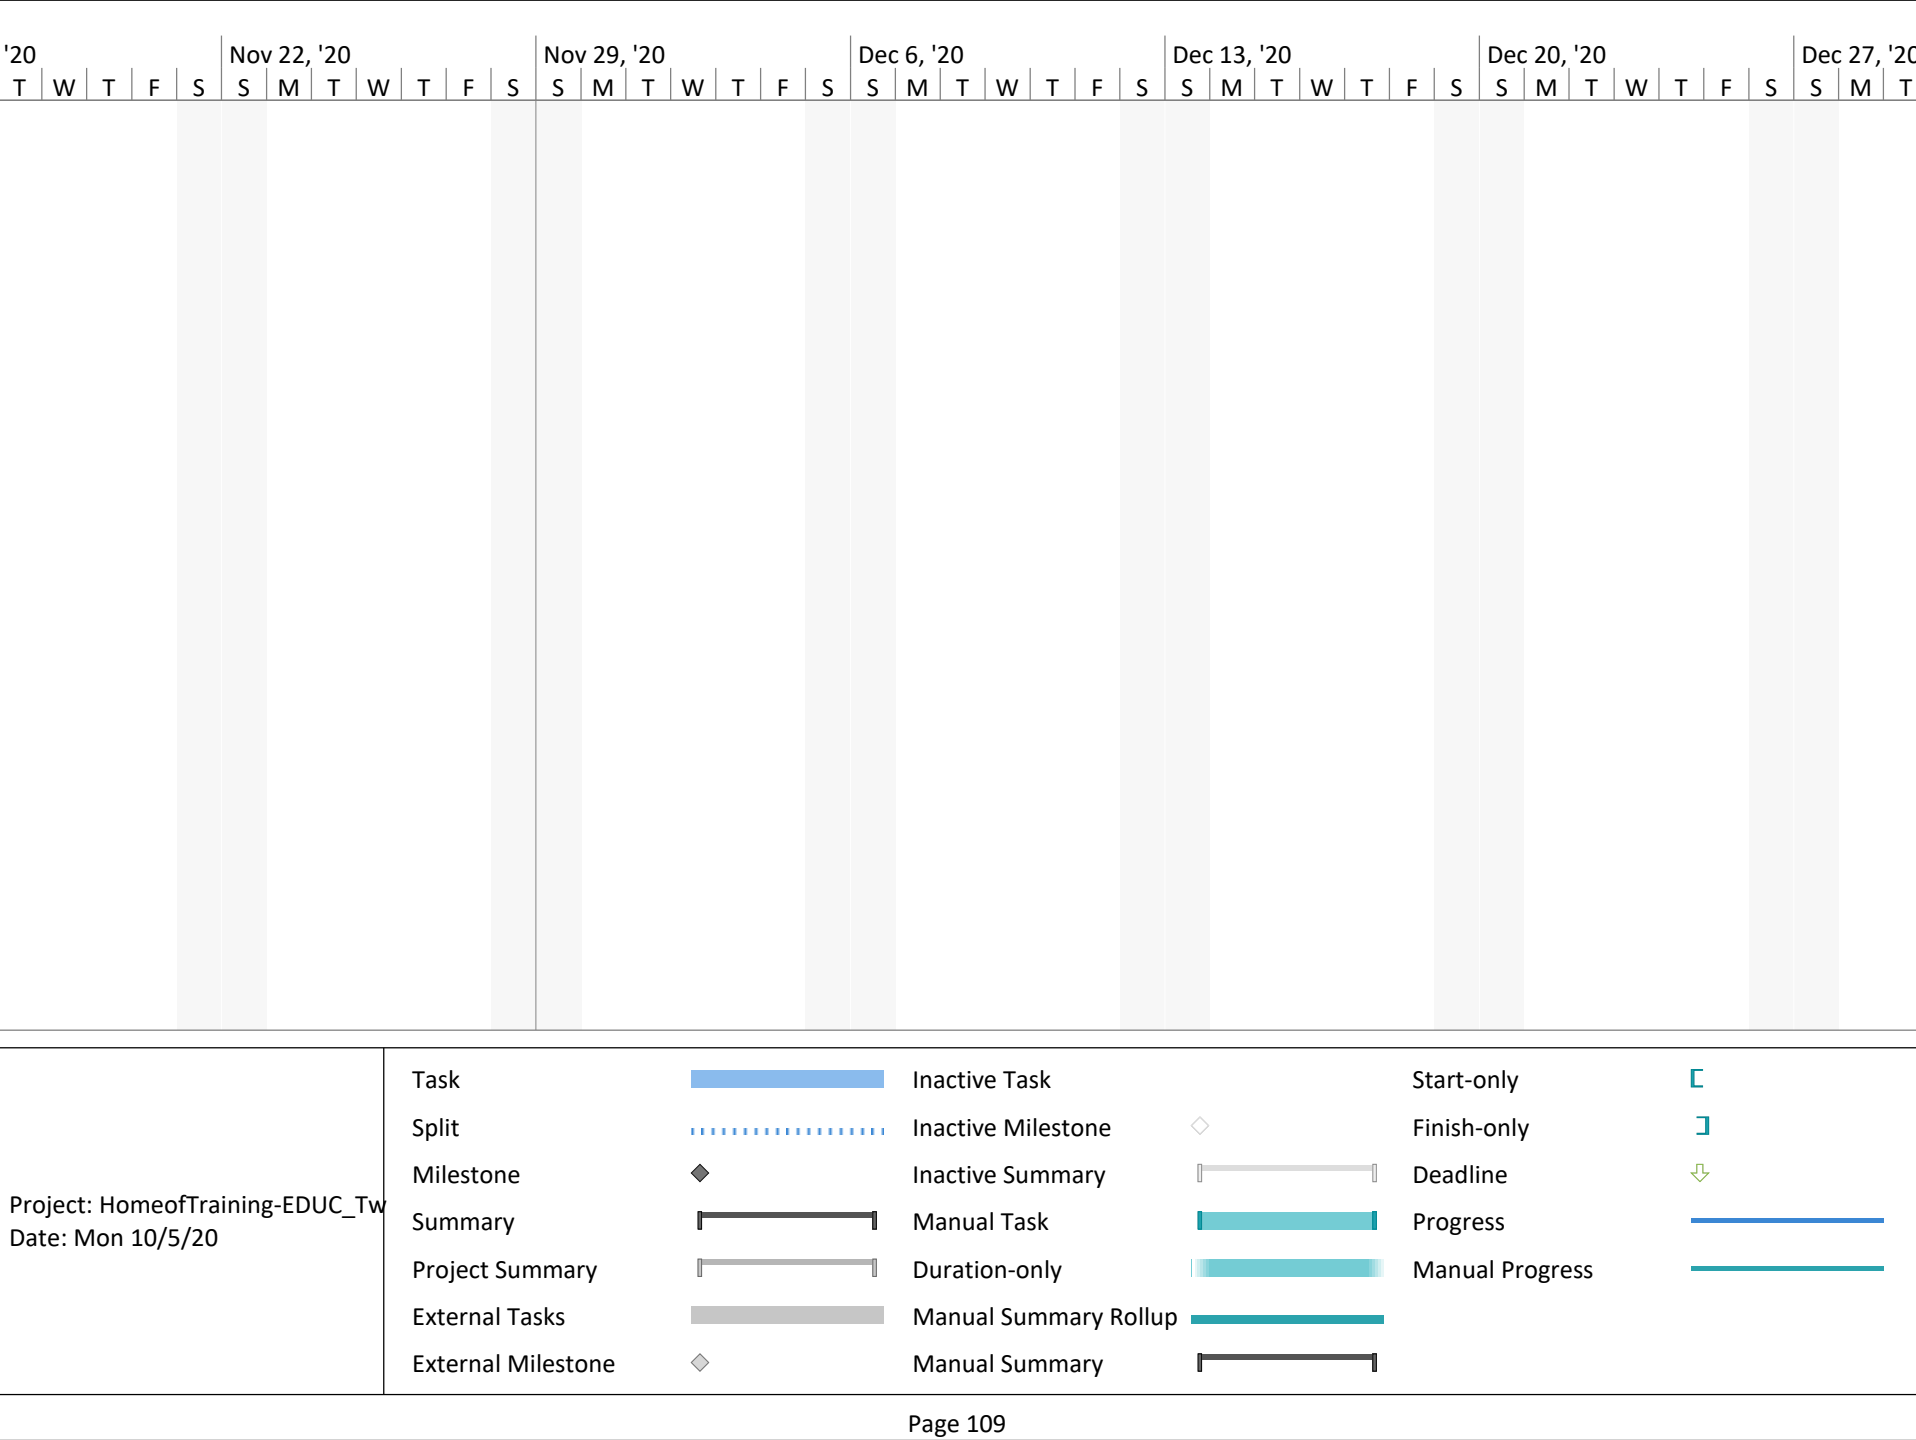 '20 Nov 22, '20 Nov 29, '20 Dec 6, '20 Dec 13, '20 Dec 20, '20 Dec 27, '20
T W T F S S M T W T F S S M T W T F S S M T W T F S S M T W T F S S M T W T F S S M T
Project: HomeofTraining-EDUC_Tw
Date: Mon 10/5/20
Task
Split
Milestone
Summary
Project Summary
External Tasks
External Milestone
Inactive Task
Inactive Milestone
Inactive Summary
Manual Task
Duration-only
Manual Summary Rollup
Manual Summary
Start-only
Finish-only
Deadline
Progress
Manual Progress
Page 109